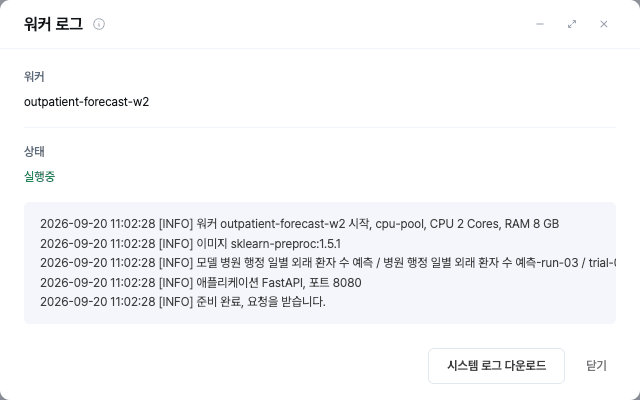 워커 로그
워커
outpatient-forecast-w2
상태
실행중
2026-09-20 11:02:28 [INFO] 워커 outpatient-forecast-w2 시작, cpu-pool, CPU 2 Cores, RAM 8 GB
2026-09-20 11:02:28 [INFO] 이미지 sklearn-preproc:1.5.1
2026-09-20 11:02:28 [INFO] 모델 병원 행정 일별 외래 환자 수 예측 / 병원 행정 일별 외래 환자 수 예측-run-03 / trial-
2026-09-20 11:02:28 [INFO] 애플리케이션 FastAPI, 포트 8080
2026-09-20 11:02:28 [INFO] 준비 완료, 요청을 받습니다.
시스템 로그 다운로드
닫기